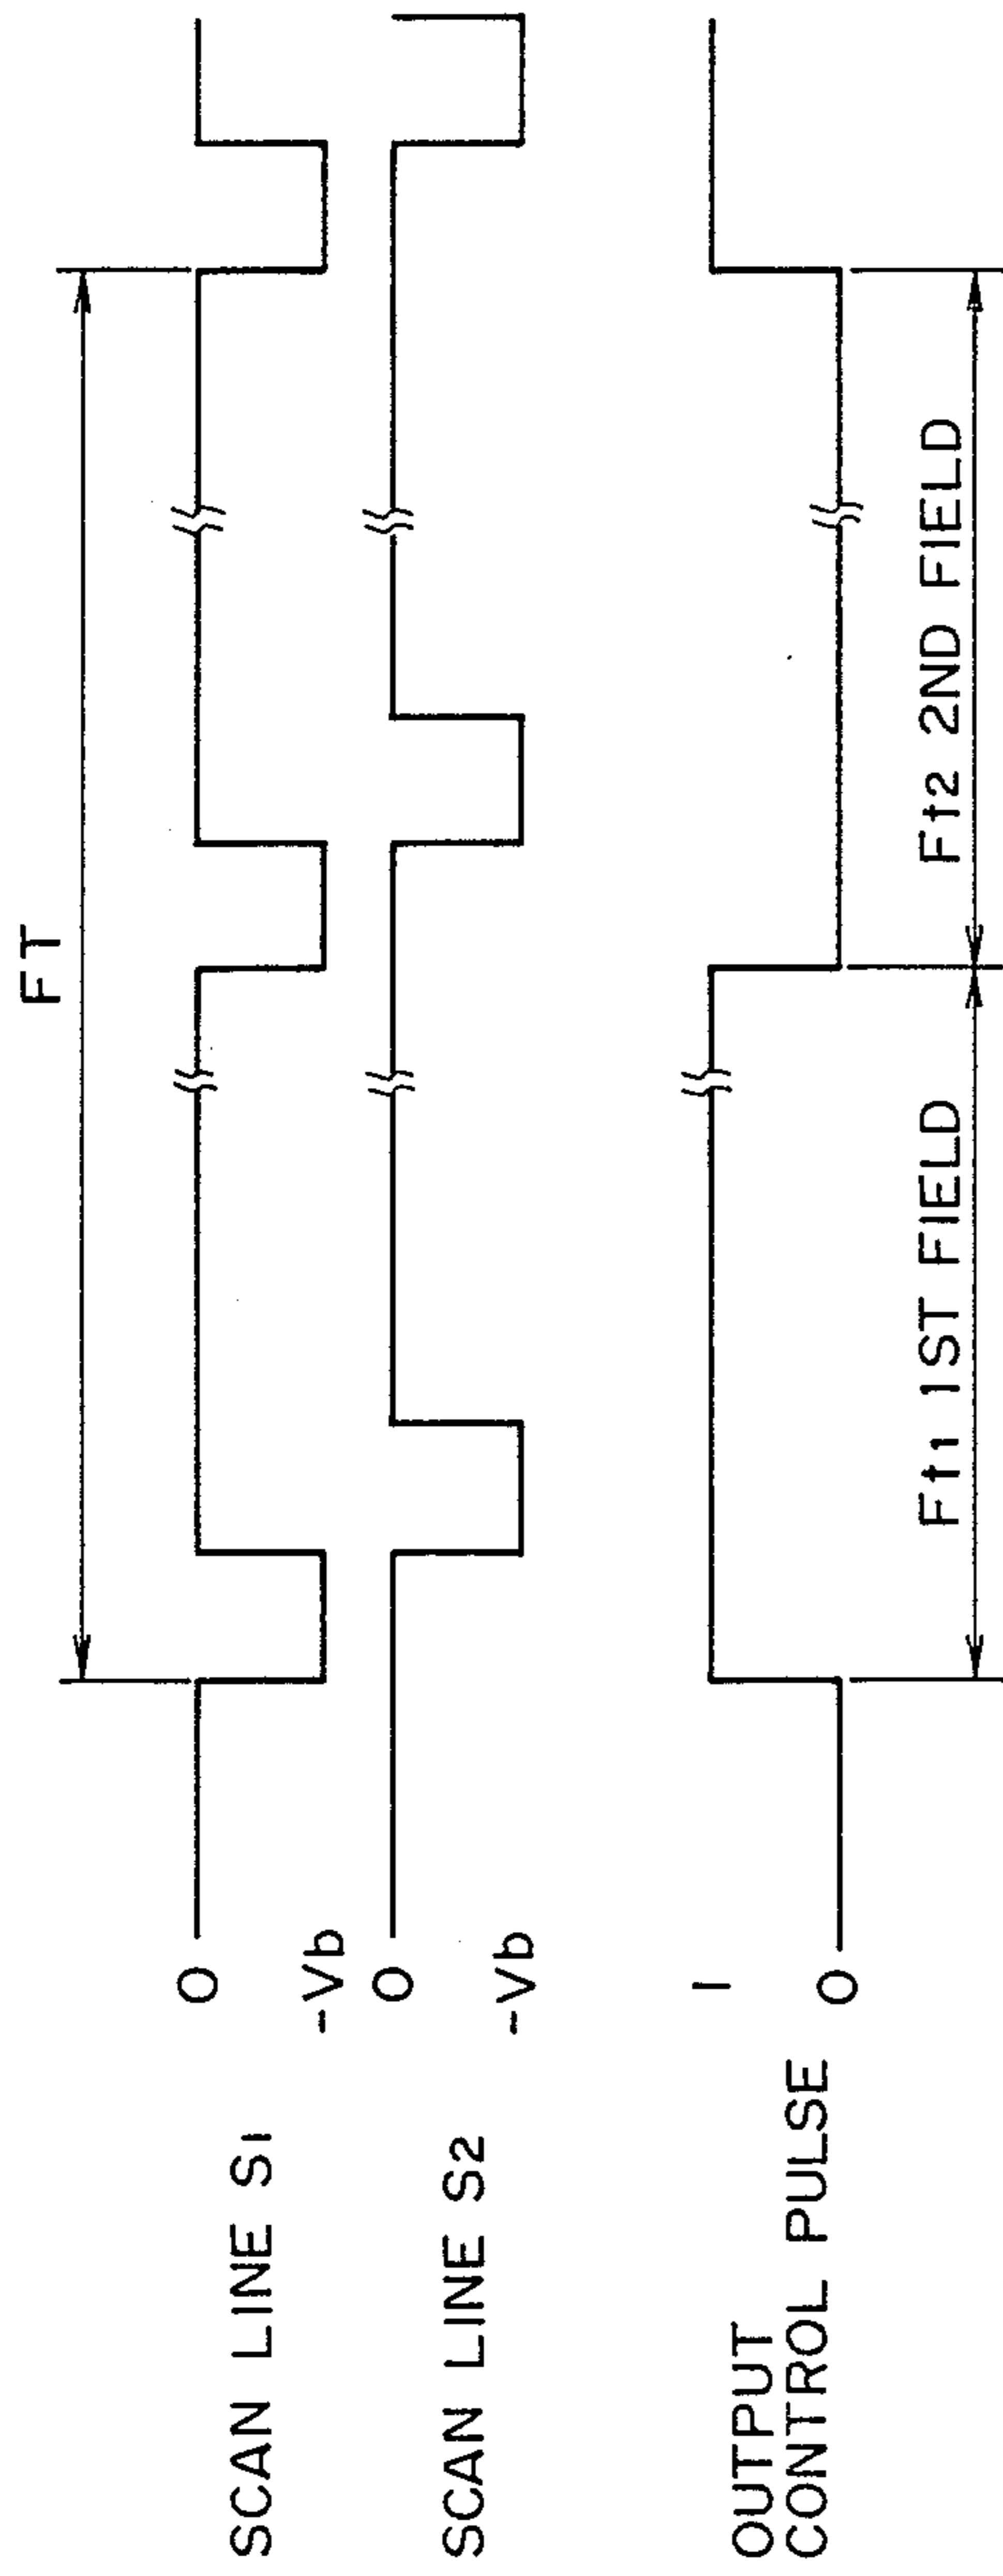 FT
SCAN LINE S1
0
-Vb
SCAN LINE S2
0
-Vb
OUTPUT
CONTROL PULSE
1
0
Ft1 1ST FIELD
Ft2 2ND FIELD